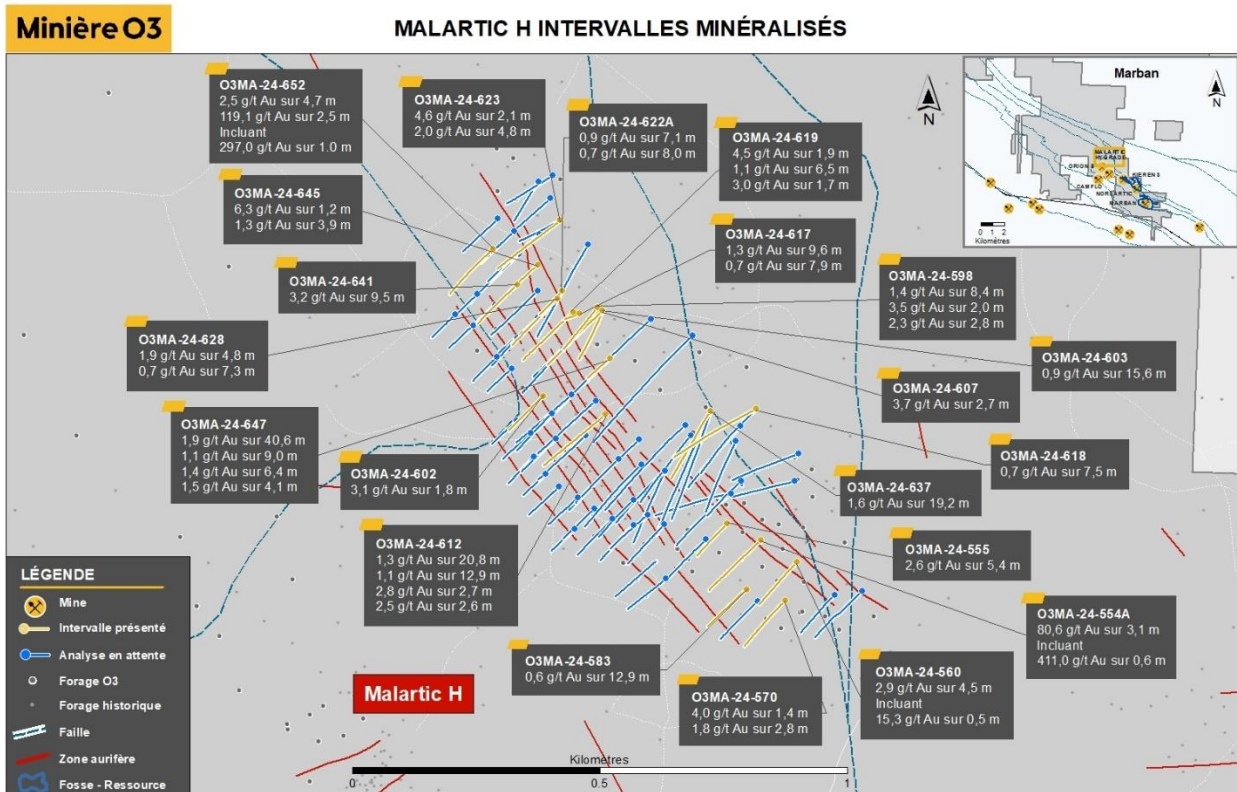 Minière O3
MALARTIC H INTERVALLES MINÉRALISÉS
O3MA-24-652
2,5 g/t Au sur 4,7 m
119,1 g/t Au sur 2,5 m
Incluant
297,0 g/t Au sur 1.0 m
O3MA-24-623
4,6 g/t Au sur 2,1 m
2,0 g/t Au sur 4,8 m
O3MA-24-622A
0,9 g/t Au sur 7,1 m
0,7 g/t Au sur 8,0 m
O3MA-24-619
4,5 g/t Au sur 1,9 m
1,1 g/t Au sur 6,5 m
3,0 g/t Au sur 1,7 m
N
Marban
N
MALARTIC
HYGRADE
ORION 8
KIERENS
CAMFLO
NORLARTIC
MARBAN
0 1 2
Kilomètres
O3MA-24-645
6,3 g/t Au sur 1,2 m
1,3 g/t Au sur 3,9 m
O3MA-24-617
1,3 g/t Au sur 9,6 m
0,7 g/t Au sur 7,9 m
O3MA-24-641
3,2 g/t Au sur 9,5 m
O3MA-24-598
1,4 g/t Au sur 8,4 m
3,5 g/t Au sur 2,0 m
2,3 g/t Au sur 2,8 m
O3MA-24-628
1,9 g/t Au sur 4,8 m
0,7 g/t Au sur 7,3 m
O3MA-24-603
0,9 g/t Au sur 15,6 m
O3MA-24-607
3,7 g/t Au sur 2,7 m
O3MA-24-647
1,9 g/t Au sur 40,6 m
1,1 g/t Au sur 9,0 m
1,4 g/t Au sur 6,4 m
1,5 g/t Au sur 4,1 m
O3MA-24-602
3,1 g/t Au sur 1,8 m
O3MA-24-618
0,7 g/t Au sur 7,5 m
O3MA-24-637
1,6 g/t Au sur 19,2 m
O3MA-24-612
1,3 g/t Au sur 20,8 m
1,1 g/t Au sur 12,9 m
2,8 g/t Au sur 2,7 m
2,5 g/t Au sur 2,6 m
O3MA-24-555
2,6 g/t Au sur 5,4 m
O3MA-24-554A
80,6 g/t Au sur 3,1 m
Incluant
411,0 g/t Au sur 0,6 m
O3MA-24-583
0,6 g/t Au sur 12,9 m
O3MA-24-560
2,9 g/t Au sur 4,5 m
Incluant
15,3 g/t Au sur 0,5 m
O3MA-24-570
4,0 g/t Au sur 1,4 m
1,8 g/t Au sur 2,8 m
Malartic H
LÉGENDE
Mine
Intervalle présenté
Analyse en attente
Forage O3
Forage historique
Faille
Zone aurifère
Fosse - Ressource
Kilomètres
0 0.5 1